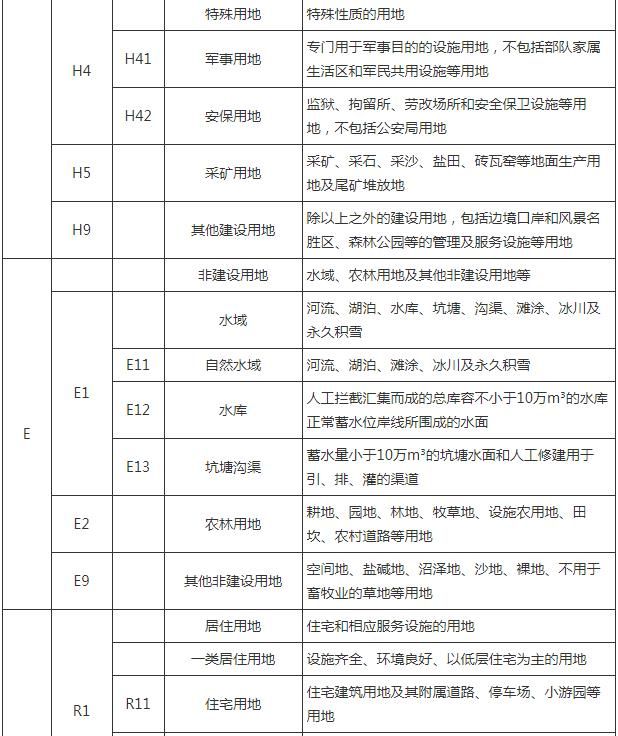 特殊用地
特殊性质的用地
H4
H41
军事用地
专门用于军事目的的设施用地，不包括部队家属
生活区和军民共用设施等用地
H42
安保用地
监狱、拘留所、劳改场所和安全保卫设施等用
地，不包括公安局用地
H5
采矿用地
采矿、采石、采沙、盐田、砖瓦窑等地面生产用
地及尾矿堆放地
H9
其他建设用地
除以上之外的建设用地，包括边境口岸和风景名
胜区、森林公园等的管理及服务设施等用地
E
非建设用地
水域、农林用地及其他非建设用地等
E1
水域
河流、湖泊、水库、坑塘、沟渠、滩涂、冰川及
永久积雪
E11
自然水域
河流、湖泊、滩涂、冰川及永久积雪
E12
水库
人工拦截汇集而成的总库容不小于10万m³的水库
正常蓄水位岸线所围成的水面
E13
坑塘沟渠
蓄水量小于10万m³的坑塘水面和人工修建用于
引、排、灌的渠道
E2
农林用地
耕地、园地、林地、牧草地、设施农用地、田
坎、农村道路等用地
E9
其他非建设用地
空间地、盐碱地、沼泽地、沙地、裸地、不用于
畜牧业的草地等用地
居住用地
住宅和相应服务设施的用地
R1
一类居住用地
设施齐全、环境良好、以低层住宅为主的用地
R11
住宅用地
住宅建筑用地及其附属道路、停车场、小游园等
用地